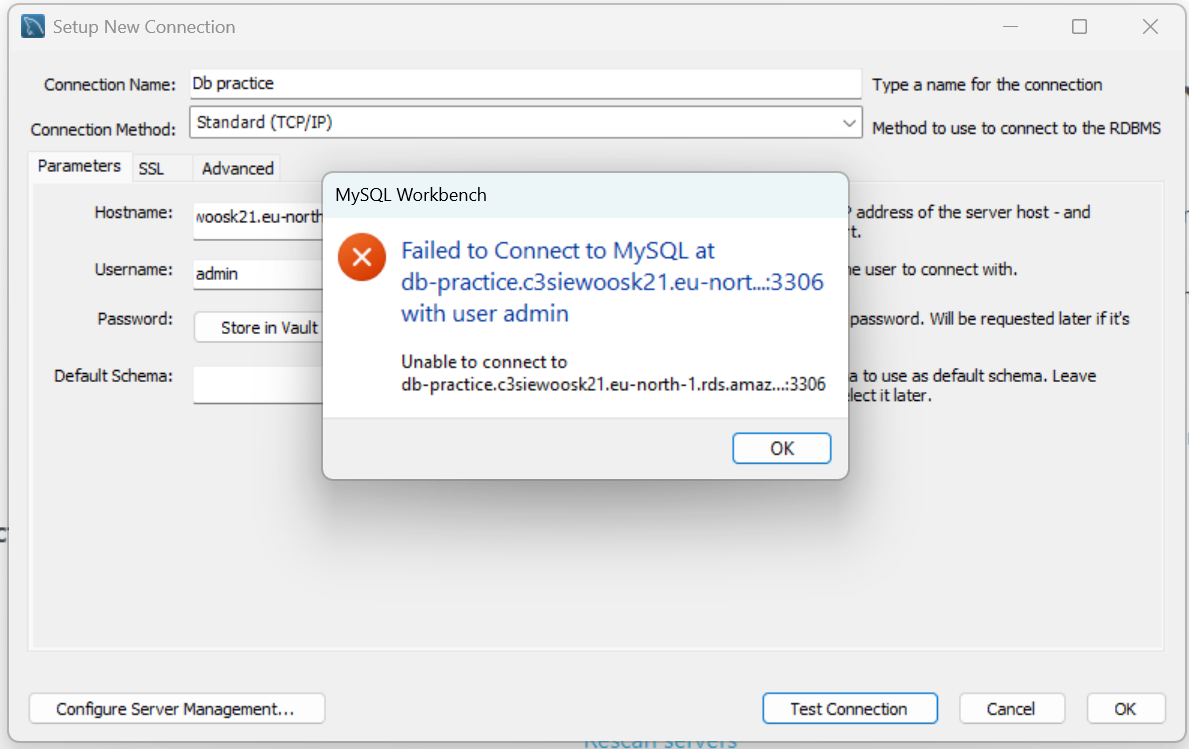 Setup New Connection
Connection Name: Db practice Type a name for the connection
Connection Method: Standard (TCP/IP) Method to use to connect to the RDBMS
Parameters SSL Advanced
Hostname: woosk21.eu-north address of the server host - and
Username: admin user to connect with.
Password: Store in Vault password. Will be requested later if it's
Default Schema: to use as default schema. Leave
it later.
MySQL Workbench
Failed to Connect to MySQL at
db-practice.c3siewoosk21.eu-nort...:3306
with user admin
Unable to connect to
db-practice.c3siewoosk21.eu-north-1.rds.amaz...:3306
OK
Configure Server Management... Test Connection Cancel OK
Rescan servers